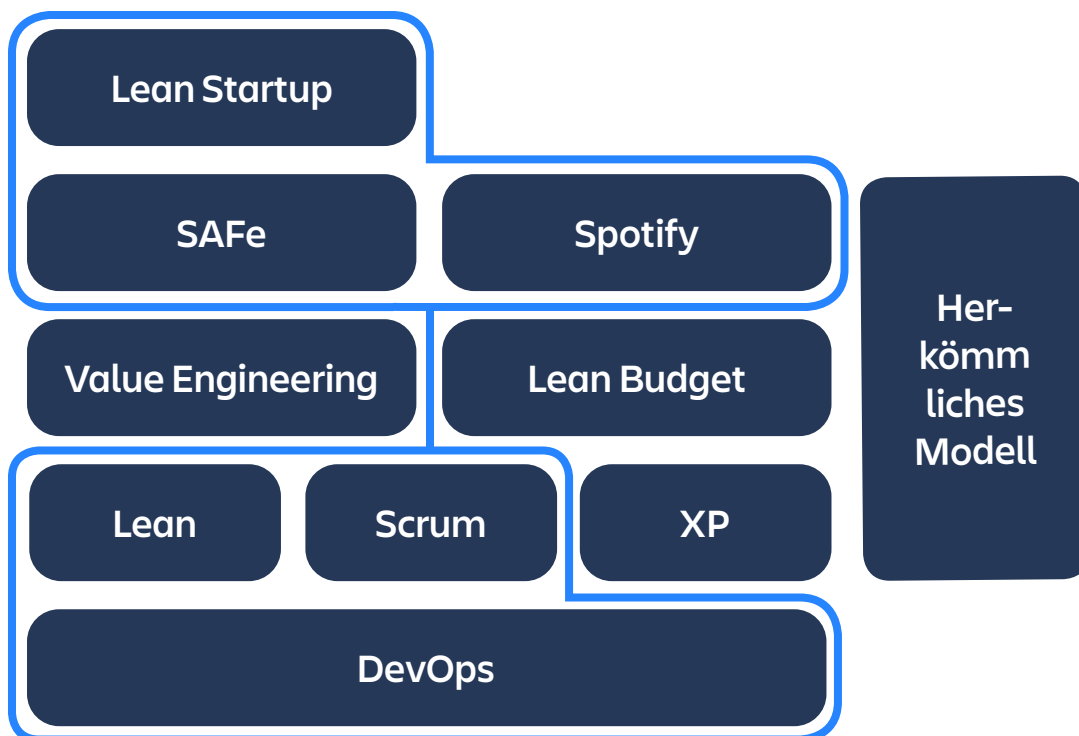 Lean Startup
SAFe
Spotify
Her-
kömm
liches
Modell
Value Engineering
Lean Budget
Lean
Scrum
XP
DevOps